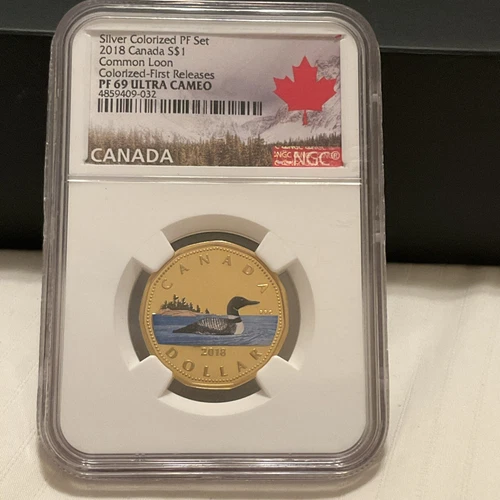 Silver Colorized PF Set
2018 Canada S$1
Common Loon
Colorized-First Releases
PF 69 ULTRA CAMEO
4859409-032
CANADA
NGC®
CANADA
2018
DOLLAR